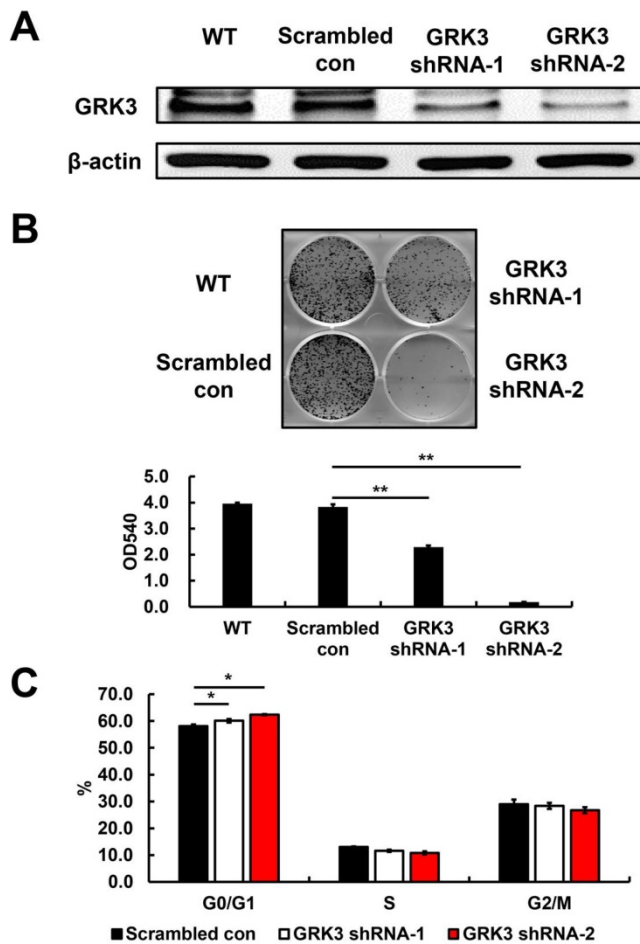 A
WT
Scrambled
con
GRK3
shRNA-1
GRK3
shRNA-2
GRK3
β-actin
B
WT
GRK3
shRNA-1
Scrambled
con
GRK3
shRNA-2
**
**
5.0
4.0
3.0
2.0
1.0
0.0
OD540
WT
Scrambled
con
GRK3
shRNA-1
GRK3
shRNA-2
C
*
*
70.0
60.0
50.0
40.0
30.0
20.0
10.0
0.0
%
G0/G1 S G2/M
Scrambled con GRK3 shRNA-1 GRK3 shRNA-2